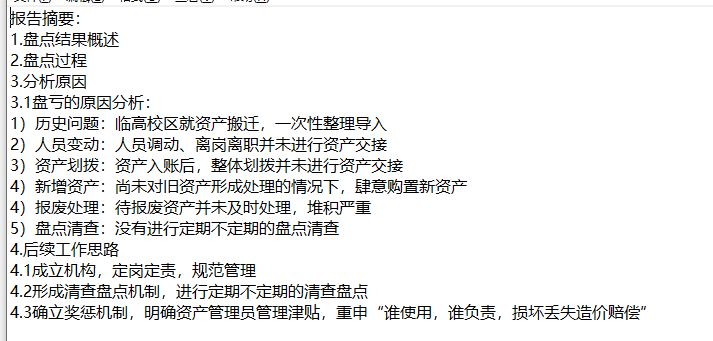 报告摘要：
1.盘点结果概述
2.盘点过程
3.分析原因
3.1盘亏的原因分析：
1）历史问题：临高校区就资产搬迁，一次性整理导入
2）人员变动：人员调动、离岗离职并未进行资产交接
3）资产划拨：资产入账后，整体划拨并未进行资产交接
4）新增资产：尚未对旧资产形成处理的情况下，肆意购置新资产
4）报废处理：待报废资产并未及时处理，堆积严重
5）盘点清查：没有进行定期不定期的盘点清查
4.后续工作思路
4.1成立机构，定岗定责，规范管理
4.2形成清查盘点机制，进行定期不定期的清查盘点
4.3确立奖惩机制，明确资产管理员管理津贴，重申“谁使用，谁负责，损坏丢失造价赔偿”